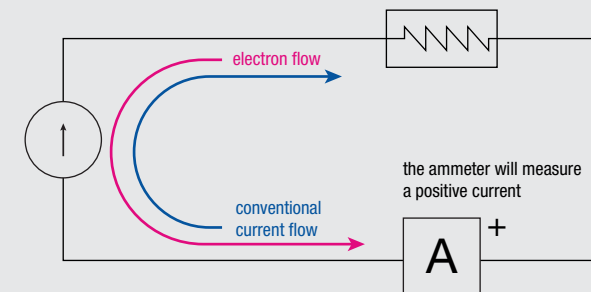 electron flow
the ammeter will measure
a positive current
conventional
current flow
A
+